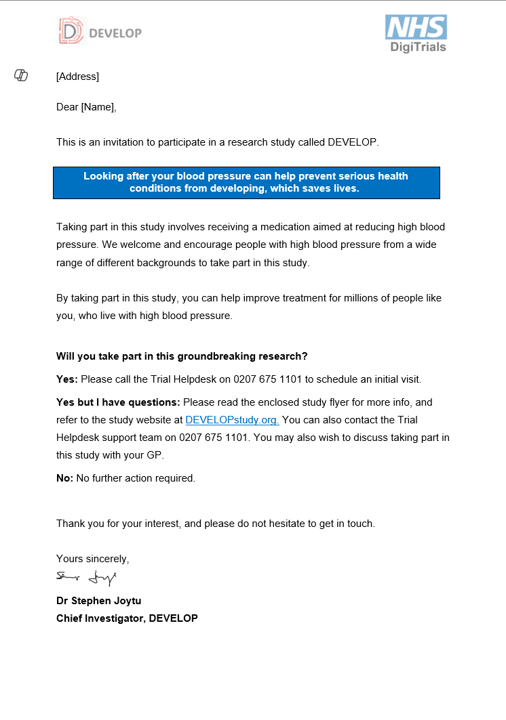 DEVELOP
NHS
DigiTrials
[Address]
Dear [Name],
This is an invitation to participate in a research study called DEVELOP.
Looking after your blood pressure can help prevent serious health
conditions from developing, which saves lives.
Taking part in this study involves receiving a medication aimed at reducing high blood
pressure. We welcome and encourage people with high blood pressure from a wide
range of different backgrounds to take part in this study.
By taking part in this study, you can help improve treatment for millions of people like
you, who live with high blood pressure.
Will you take part in this groundbreaking research?
Yes: Please call the Trial Helpdesk on 0207 675 1101 to schedule an initial visit.
Yes but I have questions: Please read the enclosed study flyer for more info, and
refer to the study website at DEVELOPstudy.org. You can also contact the Trial
Helpdesk support team on 0207 675 1101. You may also wish to discuss taking part in
this study with your GP.
No: No further action required.
Thank you for your interest, and please do not hesitate to get in touch.
Yours sincerely,
Dr Stephen Joytu
Chief Investigator, DEVELOP